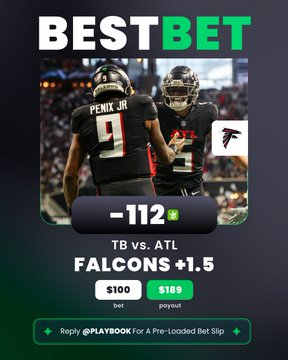 BESTBET
PENIX JR
9
ATL
5
-112
TB vs. ATL
FALCONS +1.5
$100
$189
bet
payout
Reply @PLAYBOOK For A Pre-Loaded Bet Slip